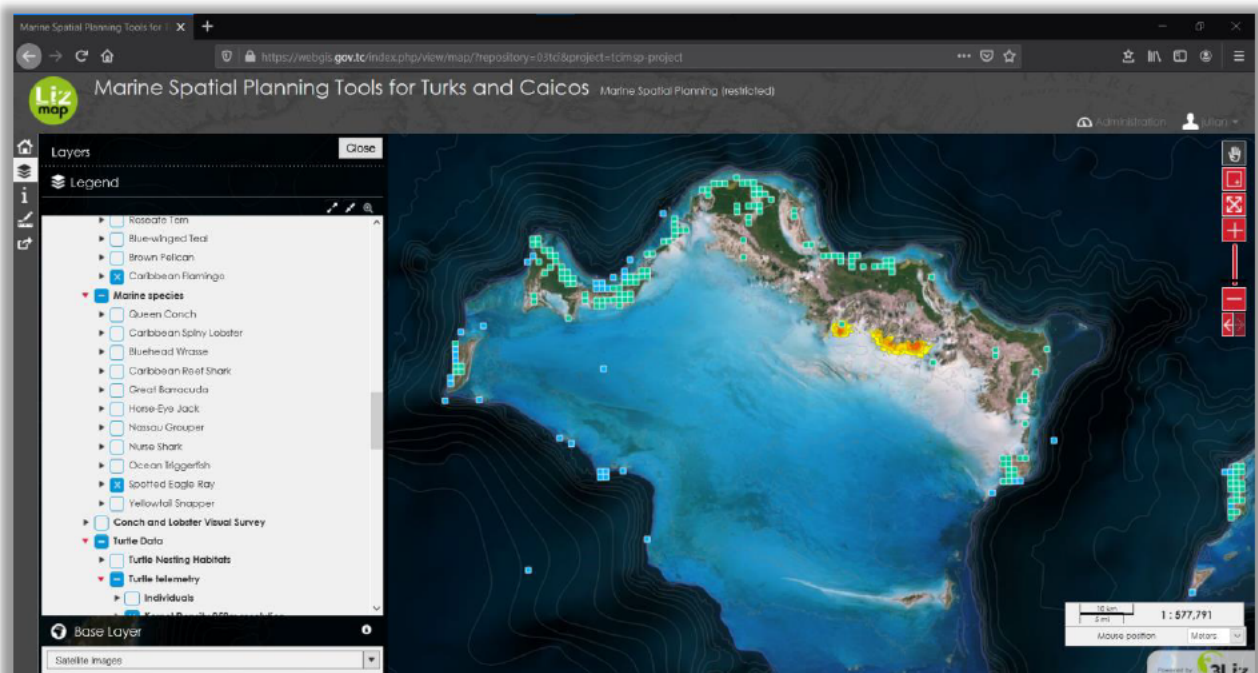 Marine Spatial Planning Tools for
https://webgis.gov.tc/index.php/view/map/?repository=03tci&project=tcimsp-project
Liz map
Marine Spatial Planning Tools for Turks and Caicos Marine Spatial Planning (restricted)
Administration
Layers
Close
Legend
Roseate Tern
Blue-winged Teal
Brown Pelican
Caribbean Flamingo
Marine species
Queen Conch
Caribbean Spiny Lobster
Bluehead Wrasse
Caribbean Reef Shark
Great Barracuda
Horse-Eye Jack
Nassau Grouper
Nurse Shark
Ocean Triggerfish
Spotted Eagle Ray
Yellowtail Snapper
Conch and Lobster Visual Survey
Turtle Data
Turtle Nesting Habitats
Turtle telemetry
Individuals
Base Layer
Satellite images
10 km
5 mi
1 : 577,791
Mouse position
Meters
Powered by
3Liz